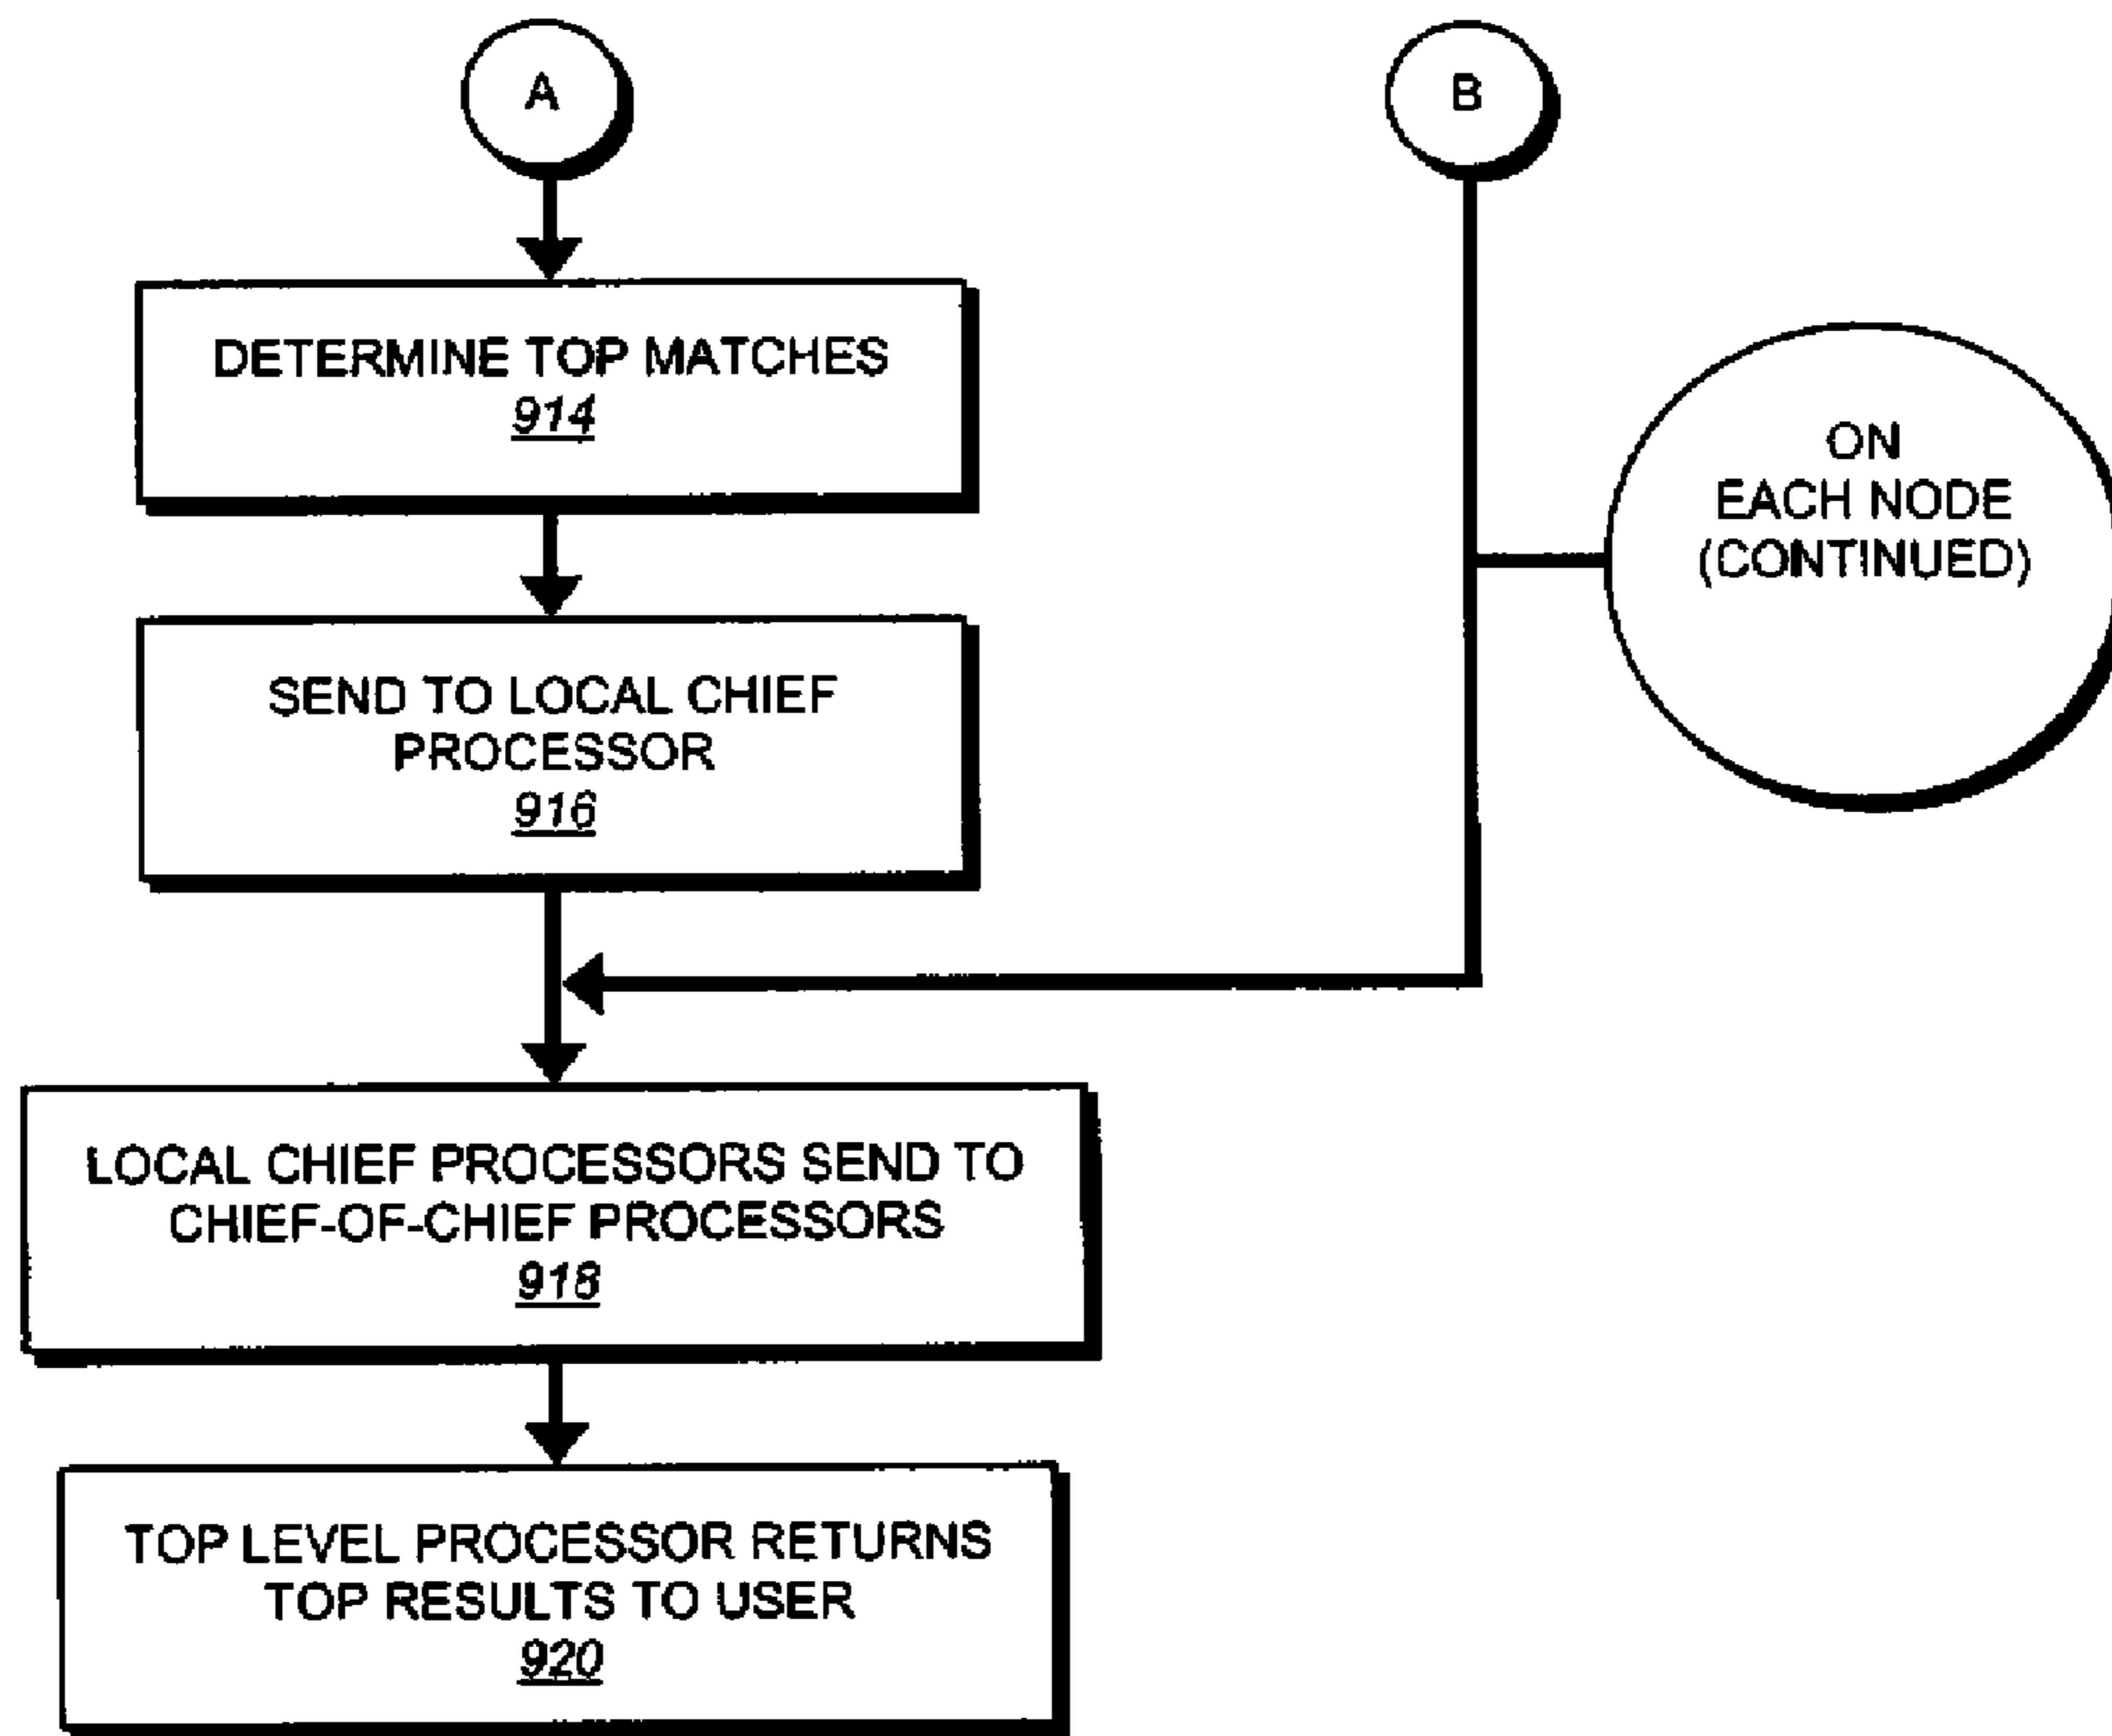 A
B
DETERMINE TOP MATCHES
914
ON
EACH NODE
(CONTINUED)
SEND TO LOCAL CHIEF
PROCESSOR
916
LOCAL CHIEF PROCESSORS SEND TO
CHIEF-OF-CHIEF PROCESSORS
918
TOP LEVEL PROCESSOR RETURNS
TOP RESULTS TO USER
920